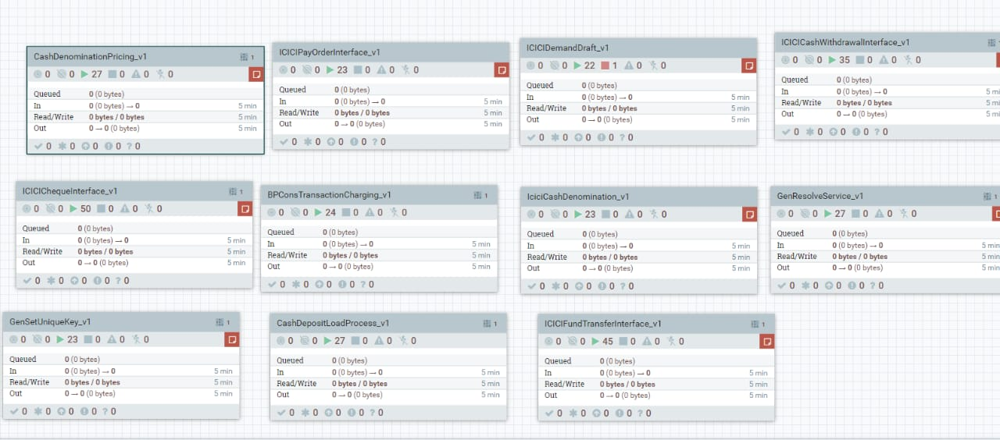 CashDenominationPricing_v1 1
0 0 27 0 0 0
Queued 0 (0 bytes)
In 0 (0 bytes) → 0 5 min
Read/Write 0 bytes / 0 bytes 5 min
Out 0 → 0 (0 bytes) 5 min
0 0 0 0 ? 0
ICICIPayOrderInterface_v1
0 0 23 0 0 0
Queued 0 (0 bytes)
In 0 (0 bytes) → 0 5 min
Read/Write 0 bytes / 0 bytes 5 min
Out 0 → 0 (0 bytes) 5 min
0 0 0 0 ? 0
ICICIDemandDraft_v1
0 0 22 1 0 0
Queued 0 (0 bytes)
In 0 (0 bytes) → 0 5 min
Read/Write 0 bytes / 0 bytes 5 min
Out 0 → 0 (0 bytes) 5 min
0 0 0 0 ? 0
ICICICashWithdrawalInterface_v1 1
0 0 35 0 0 0
Queued 0 (0 bytes)
In 0 (0 bytes) → 0 5 min
Read/Write 0 bytes / 0 bytes 5 min
Out 0 → 0 (0 bytes) 5 min
0 0 0 0 ? 0
ICICIChequeInterface_v1 1
0 0 50 0 0 0
Queued 0 (0 bytes)
In 0 (0 bytes) → 0 5 min
Read/Write 0 bytes / 0 bytes 5 min
Out 0 → 0 (0 bytes) 5 min
0 0 0 0 ? 0
BPConsTransactionCharging_v1 1
0 0 24 0 0 0
Queued 0 (0 bytes)
In 0 (0 bytes) → 0 5 min
Read/Write 0 bytes / 0 bytes 5 min
Out 0 → 0 (0 bytes) 5 min
0 0 0 0 ? 0
IciciCashDenomination_v1 1
0 0 23 0 0 0
Queued 0 (0 bytes)
In 0 (0 bytes) → 0 5 min
Read/Write 0 bytes / 0 bytes 5 min
Out 0 → 0 (0 bytes) 5 min
0 0 0 0 ? 0
GenResolveService_v1 1
0 0 27 0 0 0
Queued 0 (0 bytes)
In 0 (0 bytes) → 0 5 min
Read/Write 0 bytes / 0 bytes 5 min
Out 0 → 0 (0 bytes) 5 min
0 0 0 0 ? 0
GenSetUniqueKey_v1 1
0 0 23 0 0 0
Queued 0 (0 bytes)
In 0 (0 bytes) → 0 5 min
Read/Write 0 bytes / 0 bytes 5 min
Out 0 → 0 (0 bytes) 5 min
0 0 0 0 ? 0
CashDepositLoadProcess_v1 1
0 0 27 0 0 0
Queued 0 (0 bytes)
In 0 (0 bytes) → 0 5 min
Read/Write 0 bytes / 0 bytes 5 min
Out 0 → 0 (0 bytes) 5 min
0 0 0 0 ? 0
ICICIFundTransferInterface_v1 1
0 0 45 0 0 0
Queued 0 (0 bytes)
In 0 (0 bytes) → 0 5 min
Read/Write 0 bytes / 0 bytes 5 min
Out 0 → 0 (0 bytes) 5 min
0 0 0 0 ? 0